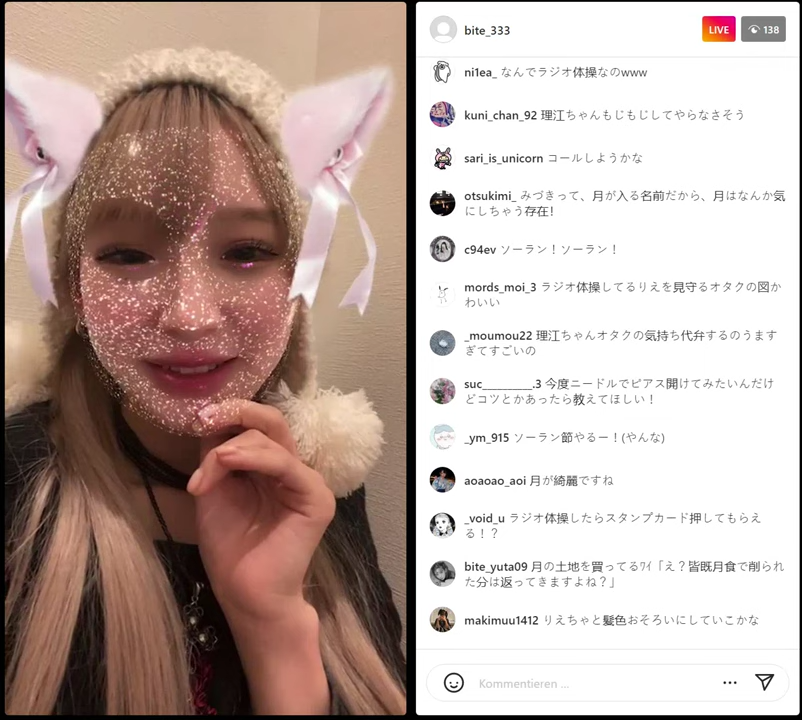 bite_333
LIVE
138
ni1ea_ なんでラジオ体操なのwww
kuni_chan_92 理江ちゃんもじもじしてやらなさそう
sari_is_unicorn コールしようかな
otsukimi_ みづきって、月が入る名前だから、月はなんか気
にしちゃう存在!
c94ev ソーラン！ソーラン！
mords_moi_3 ラジオ体操してるりえを見守るオタクの図か
わいい
_moumou22 理江ちゃんオタクの気持ち代弁するのうます
ぎてすごいの
suc_________.3 今度ニードルでピアス開けてみたいんだけ
どコツとかあったら教えてほしい！
_ym_915 ソーラン節やるー！(やんな)
aoaoao_aoi 月が綺麗ですね
_void_u ラジオ体操したらスタンプカード押してもらえ
る！？
bite_yuta09 月の土地を買ってるﾜｲ「え？皆既月食で削られ
た分は返ってきますよね？」
makimuu1412 りえちゃと髪色おそろいにしていこかな
Kommentieren ...